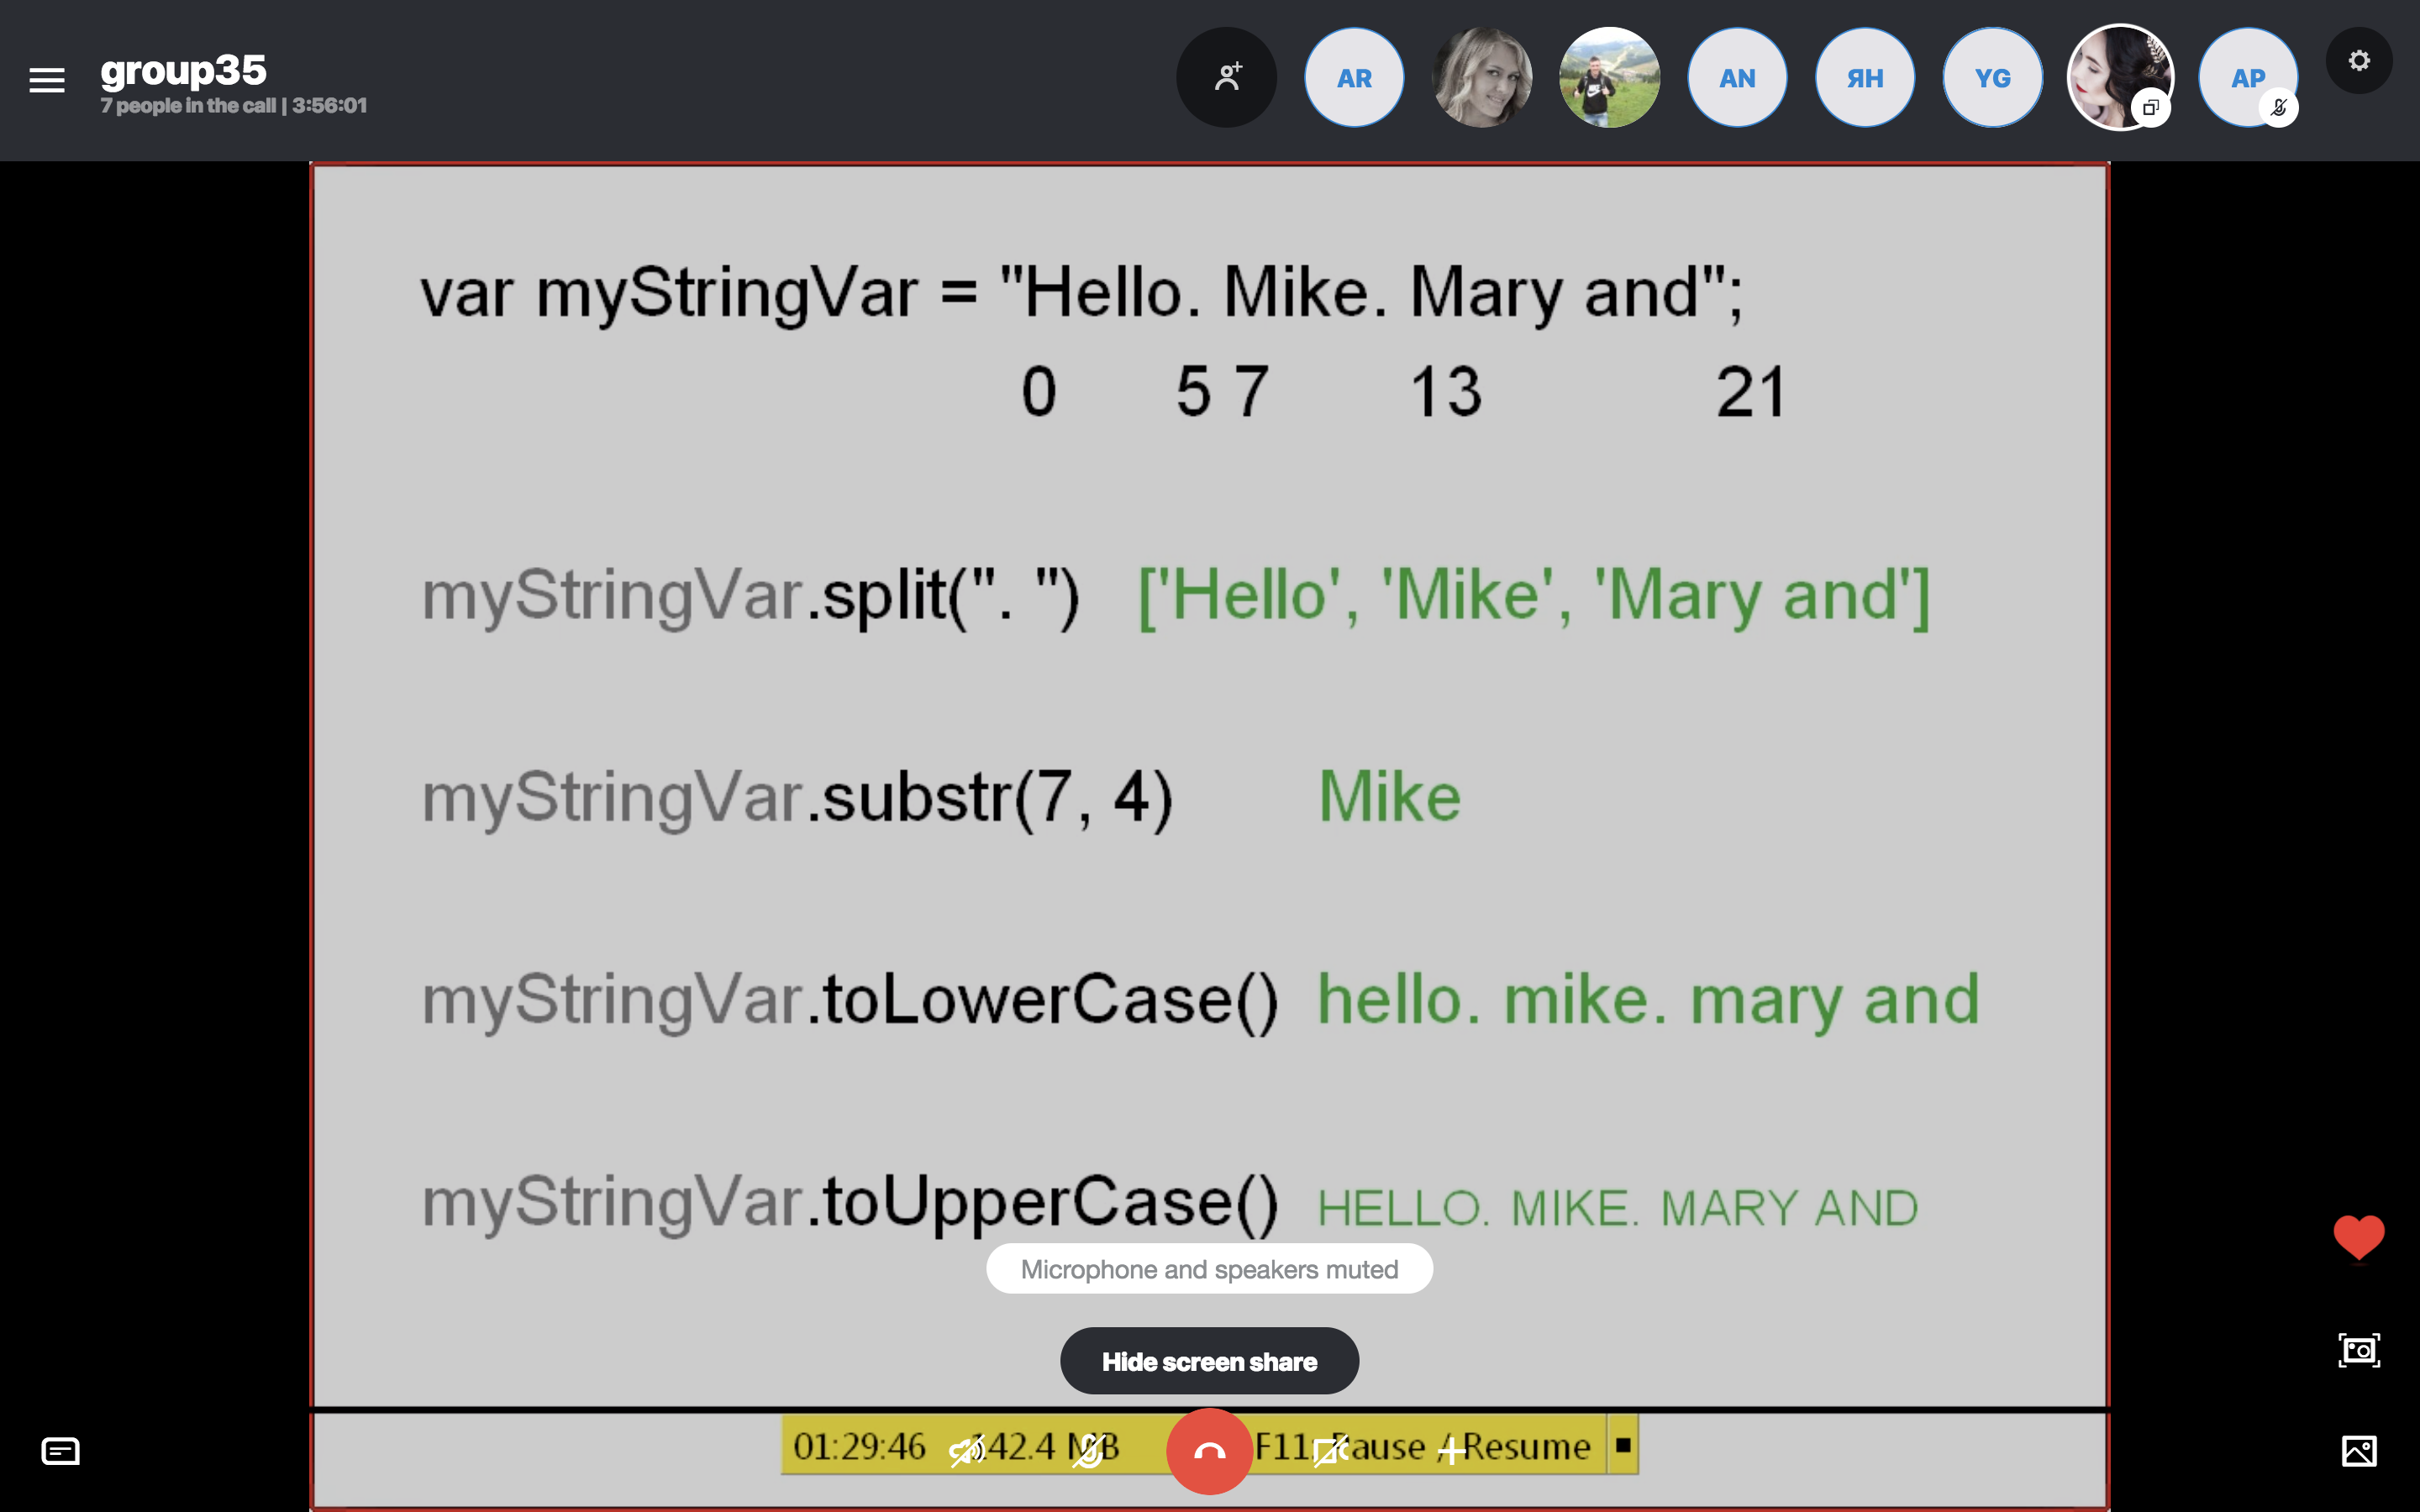 group35
7 people in the call | 3:56:01
AR AN ЯН YG AP
var myStringVar = "Hello. Mike. Mary and";
0 5 7 13 21
myStringVar.split(". ") ['Hello', 'Mike', 'Mary and']
myStringVar.substr(7, 4) Mike
myStringVar.toLowerCase() hello. mike. mary and
myStringVar.toUpperCase() HELLO. MIKE. MARY AND
Microphone and speakers muted
Hide screen share
01:29:46 142.4 MB F11: Pause / Resume